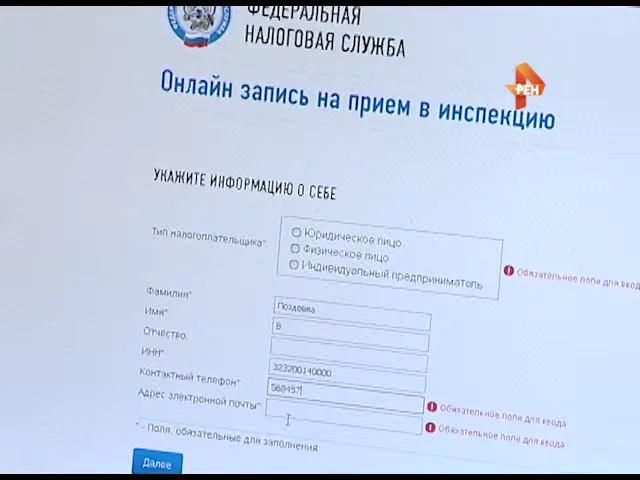 ФЕДЕРАЛЬНАЯ
НАЛОГОВАЯ СЛУЖБА
РЕН
Онлайн запись на прием в инспекцию
УКАЖИТЕ ИНФОРМАЦИЮ О СЕБЕ
Тип налогоплательщика*
Юридическое лицо
Физическое лицо
Индивидуальный предприниматель
Обязательное поле для ввода
Фамилия* Поздеева
Имя* В
Отчество:
ИНН* 323200140000
Контактный телефон* 568457 Обязательное поле для ввода
Адрес электронной почты* Обязательное поле для ввода
* - Поля, обязательные для заполнения
Далее